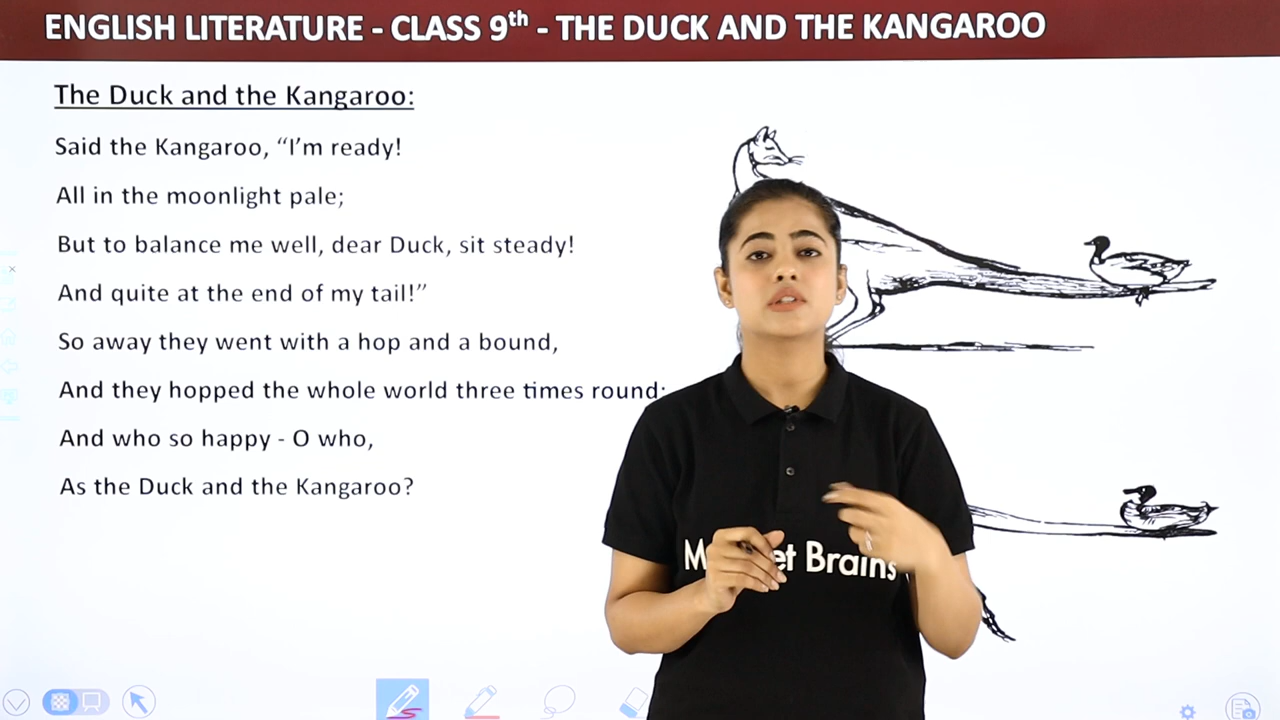 ENGLISH LITERATURE - CLASS 9th - THE DUCK AND THE KANGAROO
The Duck and the Kangaroo:
Said the Kangaroo, “I’m ready!
All in the moonlight pale;
But to balance me well, dear Duck, sit steady!
And quite at the end of my tail!”
So away they went with a hop and a bound,
And they hopped the whole world three times round;
And who so happy - O who,
As the Duck and the Kangaroo?
Brains